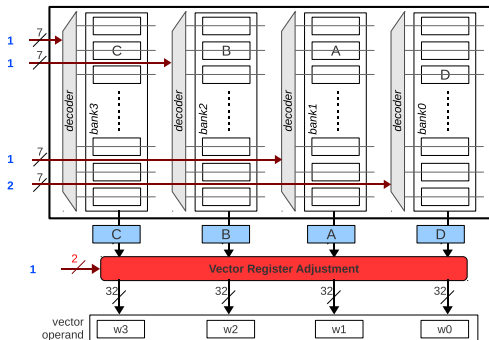 7
1
decoder
bank3
C
7
1
decoder
bank2
B
decoder
bank1
A
decoder
bank0
D
7
1
7
2
C
B
A
D
1
2
Vector Register Adjustment
32
32
32
32
vector
operand
w3
w2
w1
w0